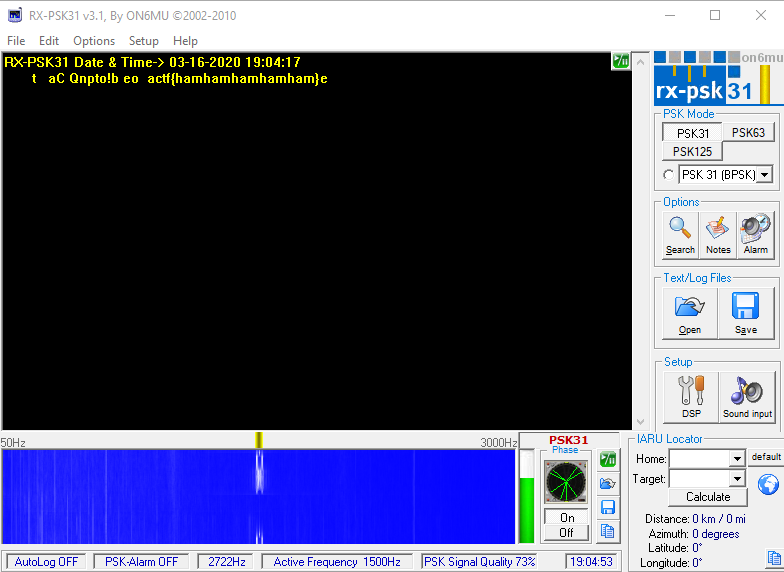 RX-PSK31 v3.1, By ON6MU ©2002-2010
File Edit Options Setup Help
RX-PSK31 Date & Time-> 03-16-2020 19:04:17
t aC Qnpto!b eo actf{hamhamhamhamham}e
on6mu
rx-psk 31
PSK Mode
PSK31 PSK63
PSK125
PSK 31 (BPSK)
Options
Search Notes Alarm
Text/Log Files
Open Save
Setup
DSP Sound input
50Hz 3000Hz
PSK31
Phase
On
Off
IARU Locator
Home: default
Target:
Calculate
Distance: 0 km / 0 mi
Azimuth: 0 degrees
Latitude: 0°
Longitude: 0°
AutoLog OFF PSK-Alarm OFF 2722Hz Active Frequency 1500Hz PSK Signal Quality 73% 19:04:53